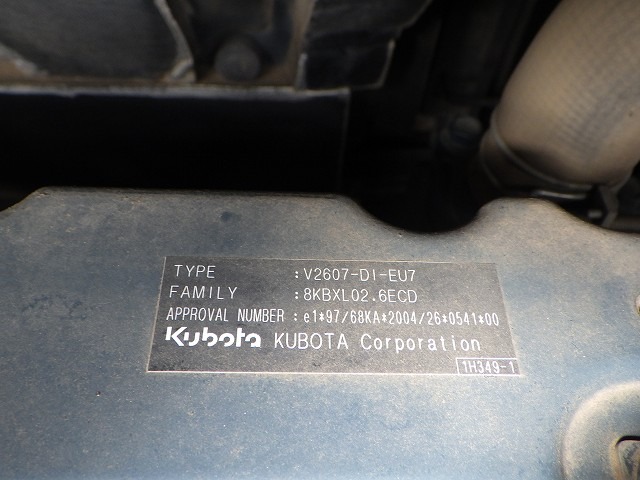 TYPE :V2607-DI-EU7
FAMILY :8KBXL02.6ECD
APPROVAL NUMBER :e1*97/68KA*2004/26*0541*00
Kubota KUBOTA Corporation
1H349-1